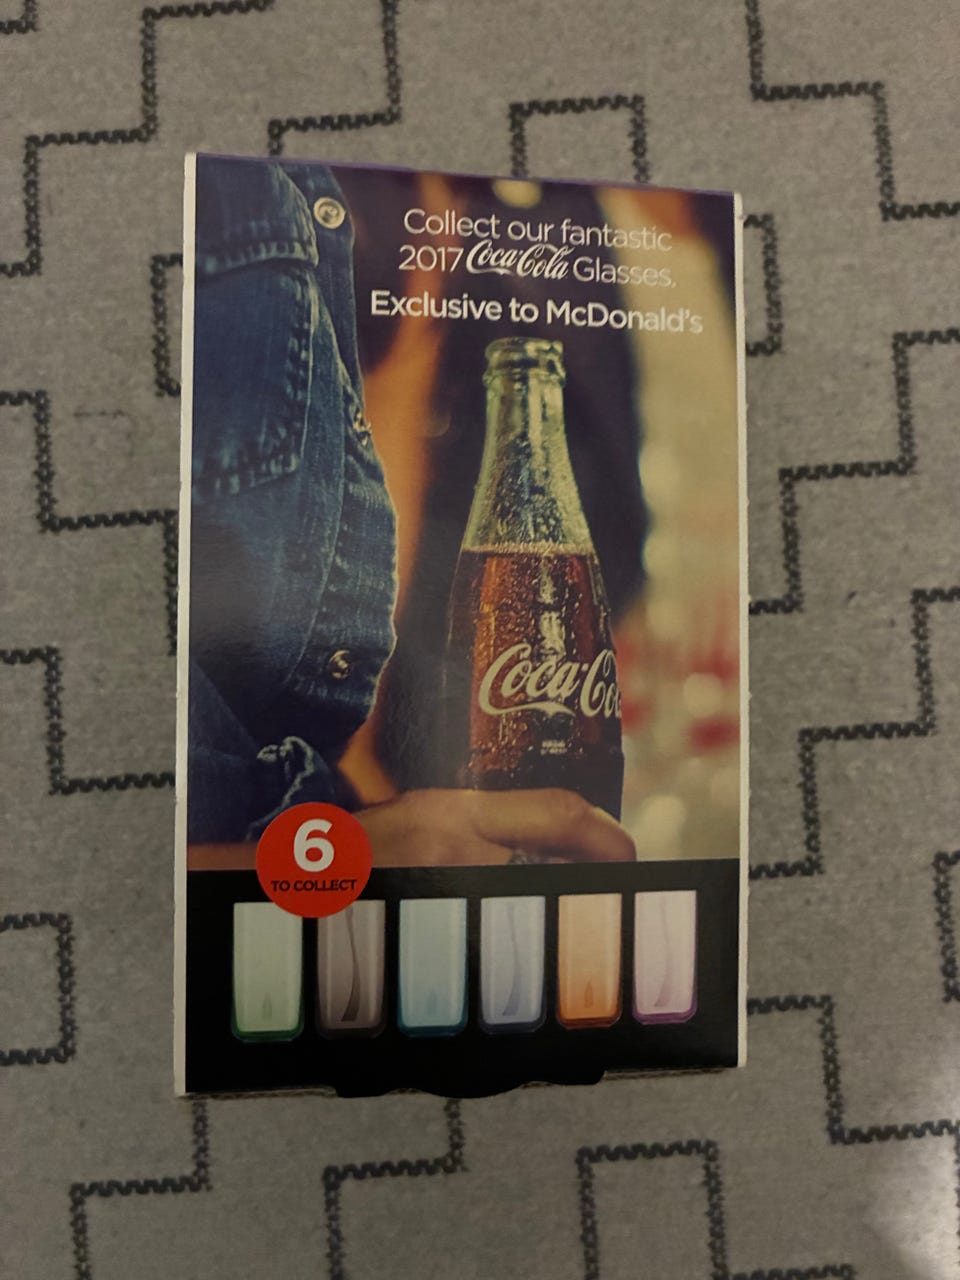 Collect our fantastic
2017 Coca-Cola Glasses.
Exclusive to McDonald's
Coca-Co
6
TO COLLECT